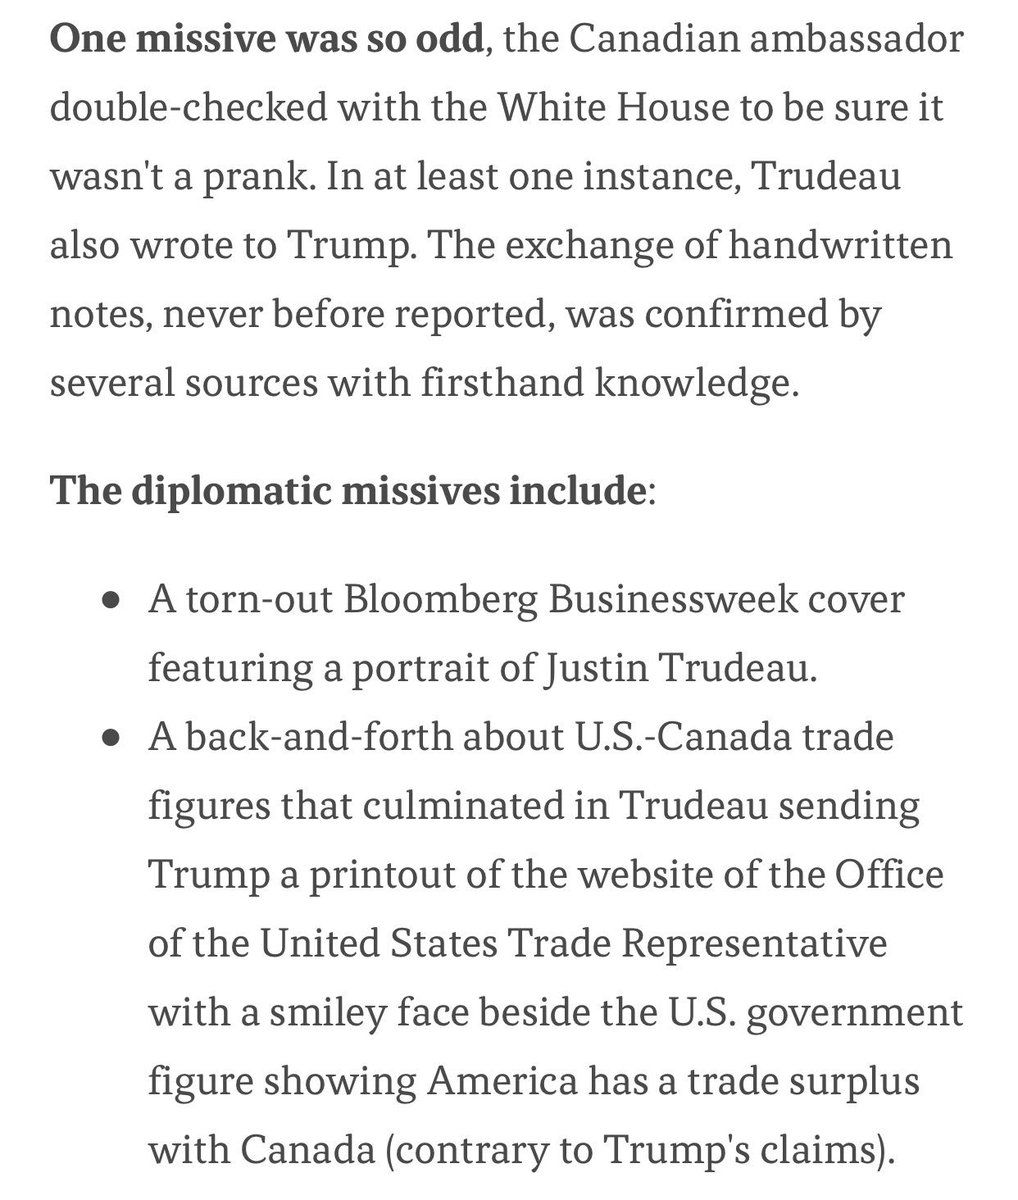 One missive was so odd, the Canadian ambassador
double-checked with the White House to be sure it
wasn't a prank. In at least one instance, Trudeau
also wrote to Trump. The exchange of handwritten
notes, never before reported, was confirmed by
several sources with firsthand knowledge.
The diplomatic missives include:
● A torn-out Bloomberg Businessweek cover
featuring a portrait of Justin Trudeau.
● A back-and-forth about U.S.-Canada trade
figures that culminated in Trudeau sending
Trump a printout of the website of the Office
of the United States Trade Representative
with a smiley face beside the U.S. government
figure showing America has a trade surplus
with Canada (contrary to Trump's claims).